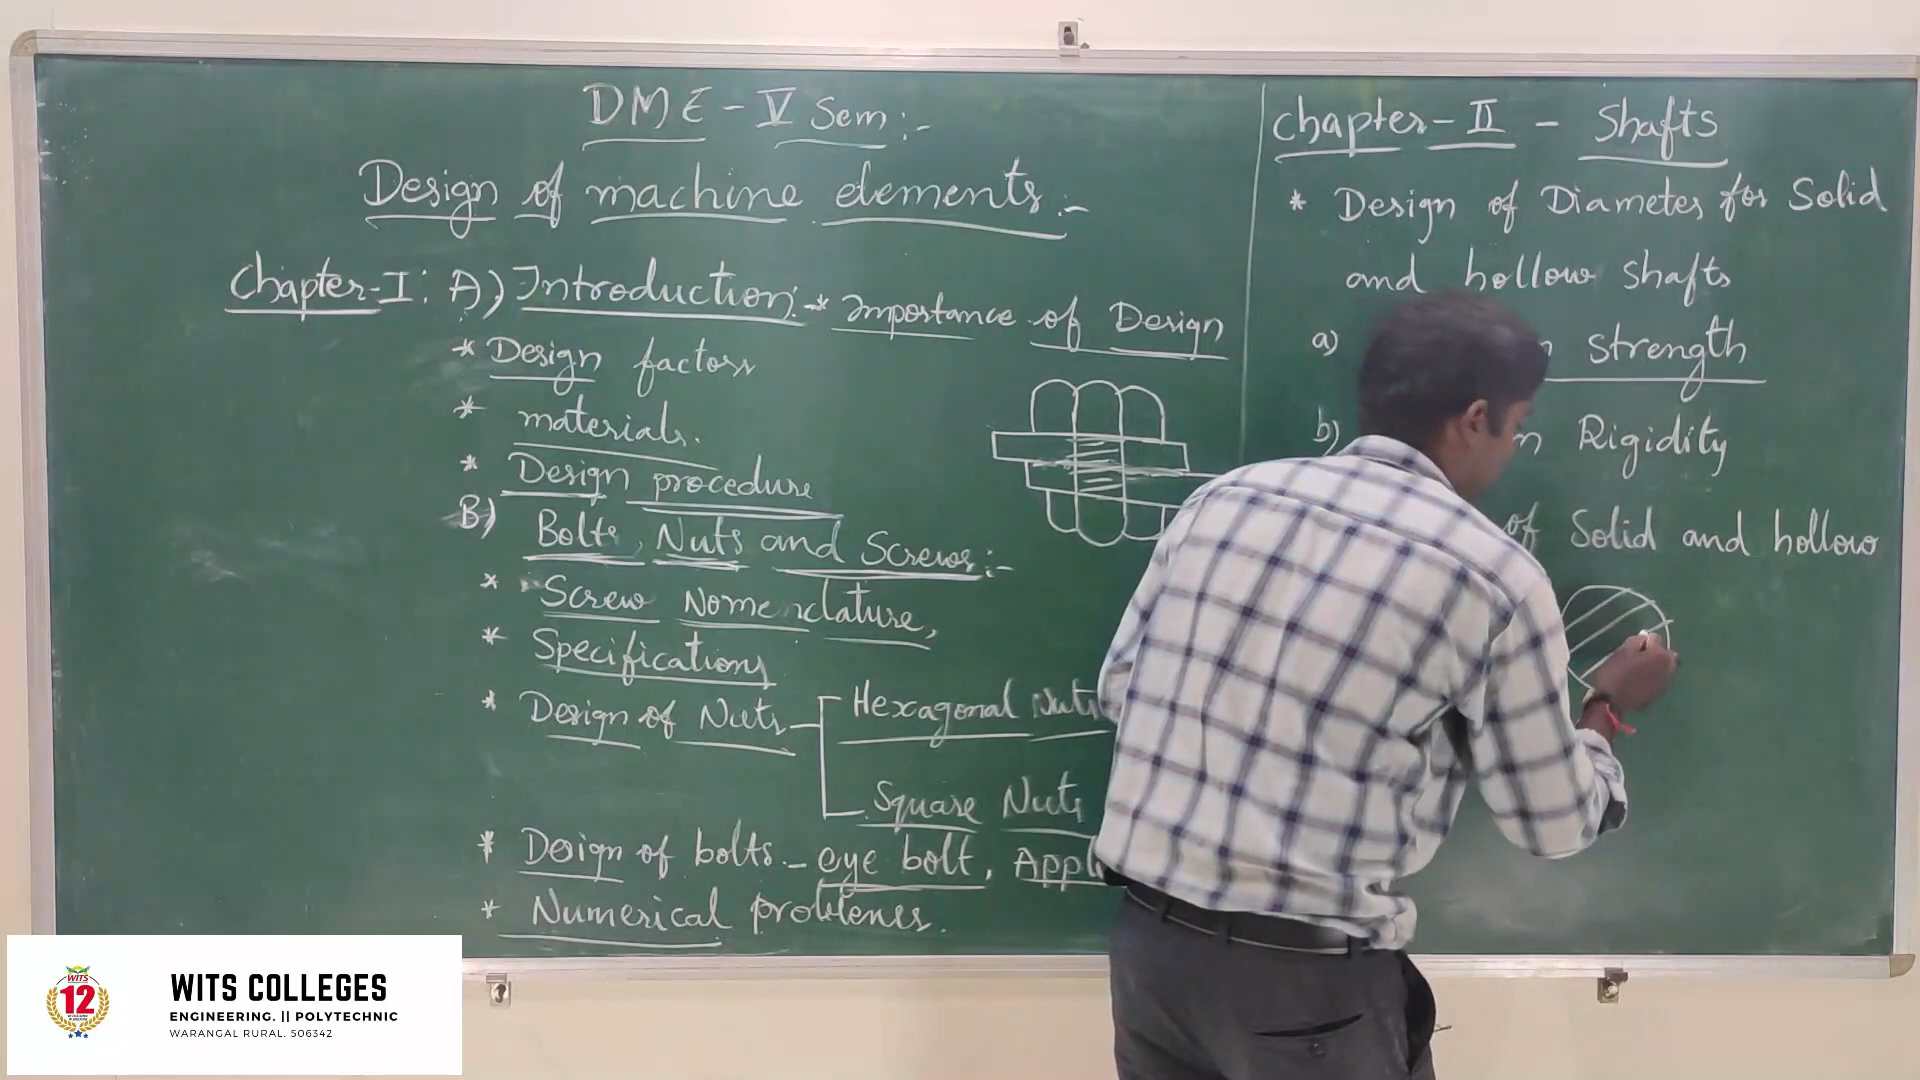 DME - V Sem :-
Design of machine elements :-
Chapter-I : A) Introduction :- * Importance of Design
* Design factors
* materials.
* Design procedure
B) Bolts, Nuts and Screws :-
* Screw Nomenclature,
* Specifications
* Design of Nuts
Hexagonal Nuts
Square Nuts
* Design of bolts - eye bolt,
* Numerical problems.
Chapter - II - Shafts
* Design of Diameter for Solid
and hollow shafts
a) strength
b) Rigidity
of Solid and hollow
WITS
12
WITS COLLEGES
ENGINEERING. || POLYTECHNIC
WARANGAL RURAL. 506342